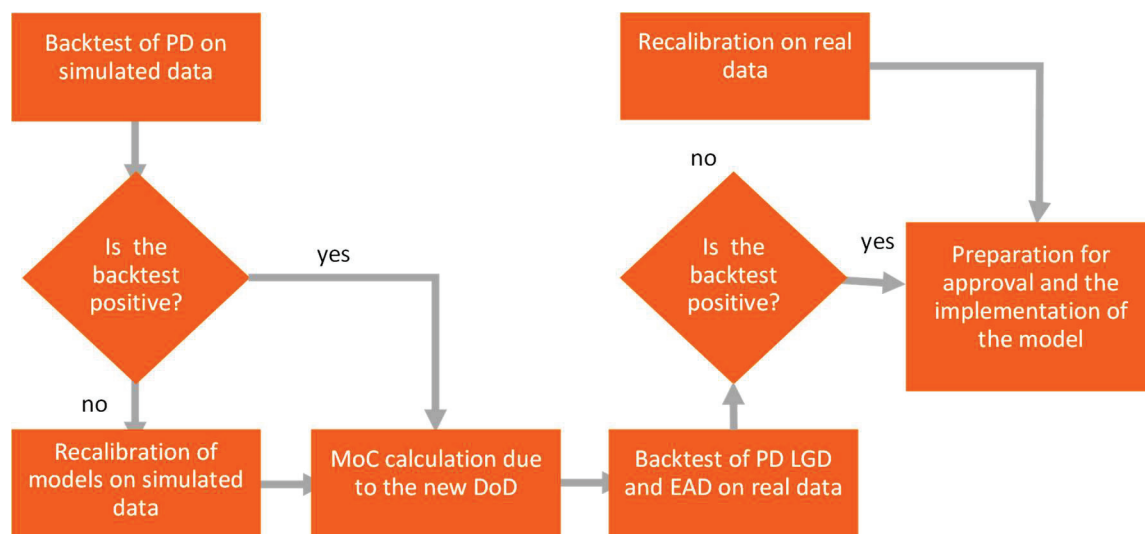 Backtest of PD on
simulated data
Is the
backtest
positive?
yes
no
Recalibration of
models on simulated
data
MoC calculation due
to the new DoD
Backtest of PD LGD
and EAD on real data
Is the
backtest
positive?
no
yes
Recalibration on real
data
Preparation for
approval and the
implementation of
the model